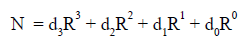 N = d₃R³ + d₂R² + d₁R¹ + d₀R⁰